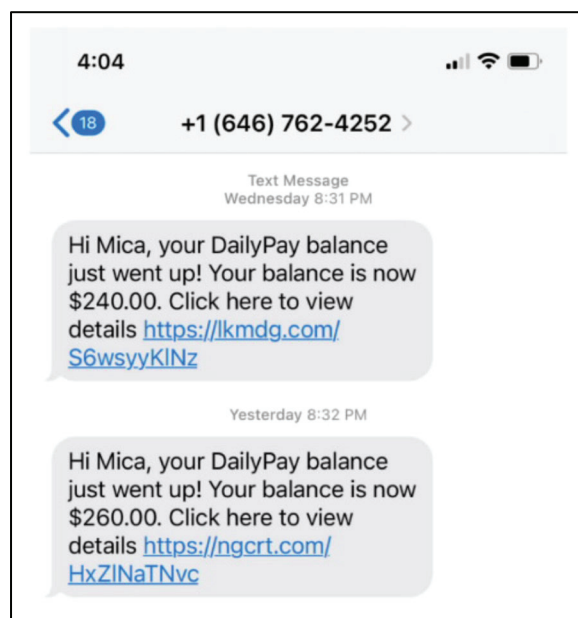 4:04
18
+1 (646) 762-4252 >
Text Message
Wednesday 8:31 PM
Hi Mica, your DailyPay balance
just went up! Your balance is now
$240.00. Click here to view
details https://lkmdg.com/
S6wsyyKlNz
Yesterday 8:32 PM
Hi Mica, your DailyPay balance
just went up! Your balance is now
$260.00. Click here to view
details https://ngcrt.com/
HxZlNaTNvc